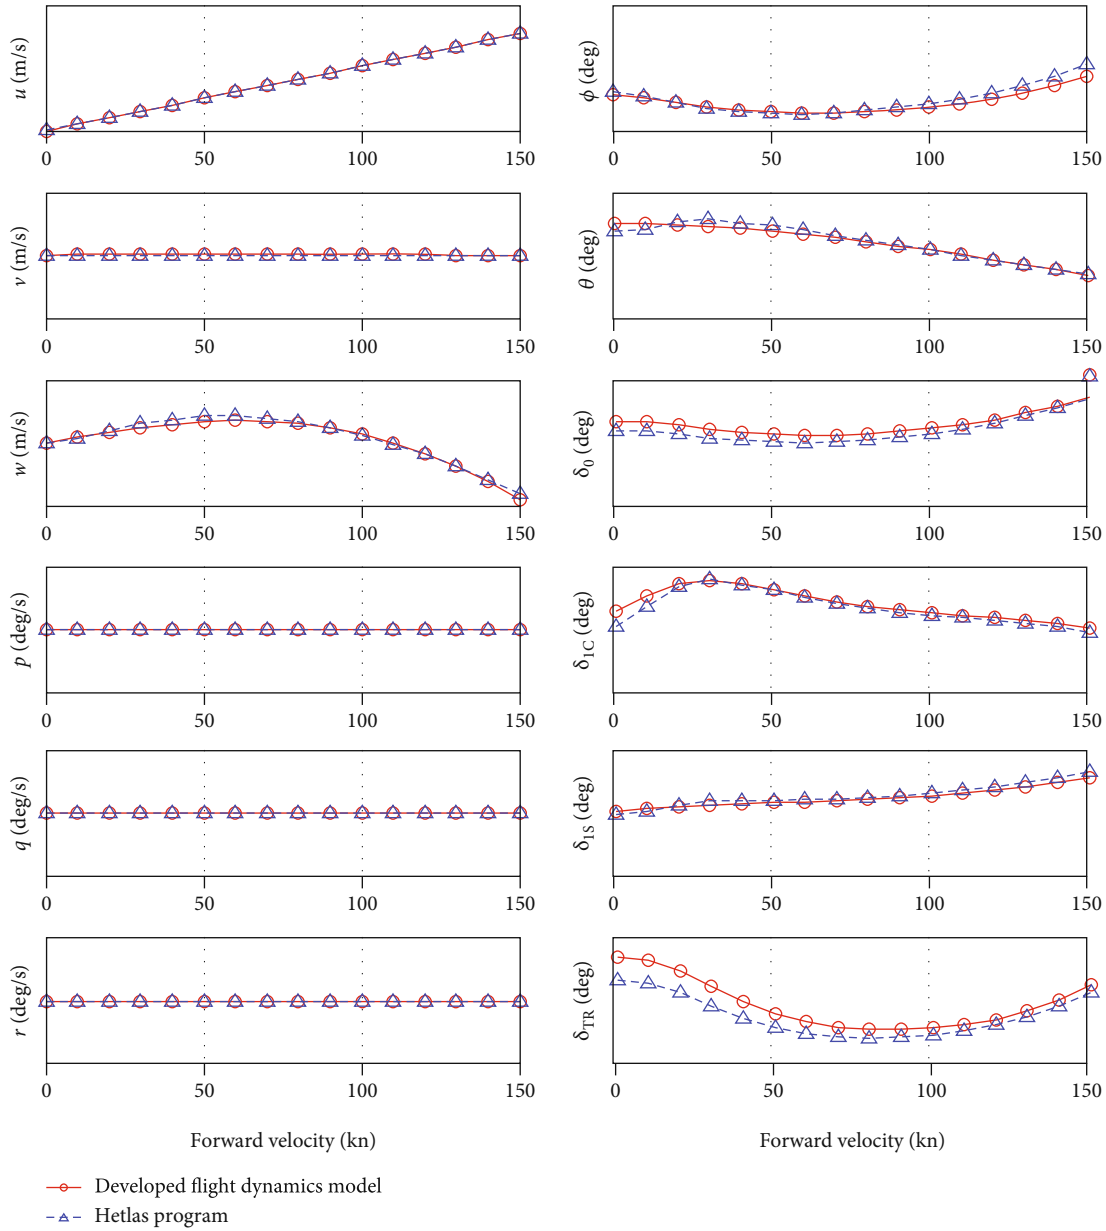 u (m/s)
0 50 100 150
ϕ (deg)
0 50 100 150
v (m/s)
0 50 100 150
θ (deg)
0 50 100 150
w (m/s)
0 50 100 150
δ0 (deg
0 50 100 150
p (deg/s)
0 50 100 150
δ1C (deg)
0 50 100 150
q (deg/s)
0 50 100 150
δ1S (deg)
0 50 100 150
r (deg/s)
0 50 100 150
δTR (deg)
0 50 100 150
Forward velocity (kn)
Forward velocity (kn)
Developed flight dynamics model
Hetlas program